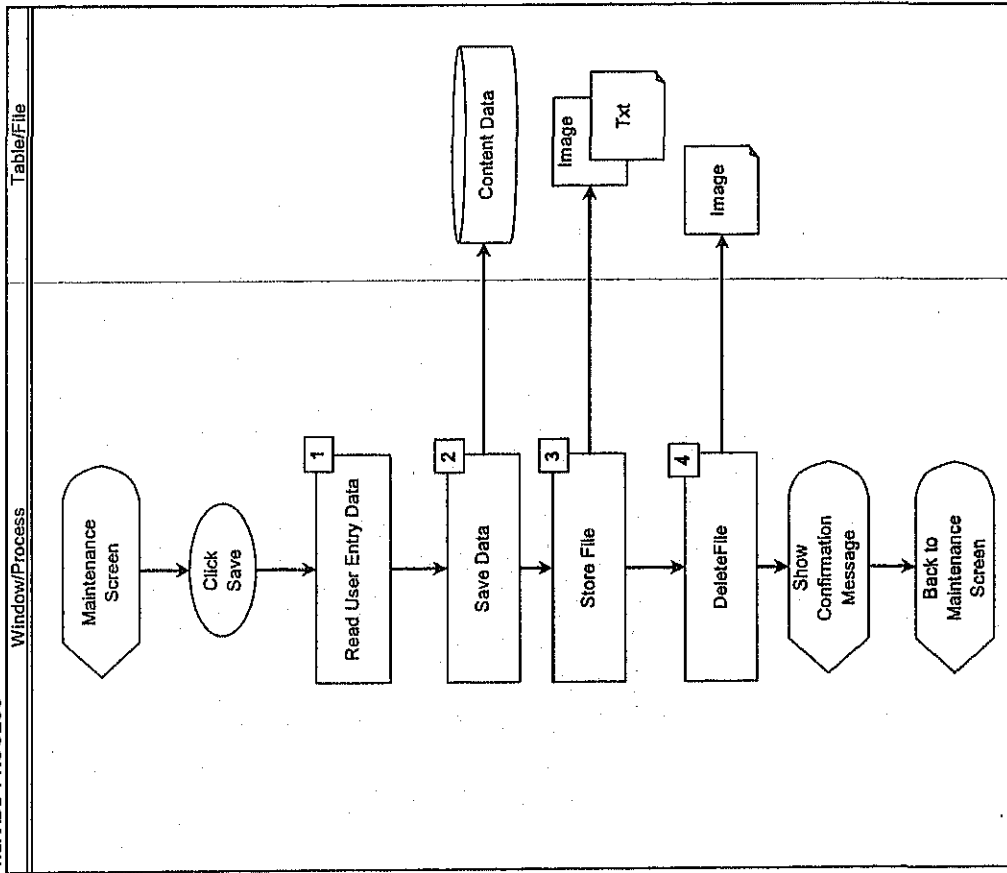 Window/Process
Table/File
Maintenance
Screen
Click
Save
1
Read User Entry Data
2
Save Data
Content Data
3
Store File
Image
Txt
4
DeleteFile
Image
Show
Confirmation
Message
Back to
Maintenance
Screen